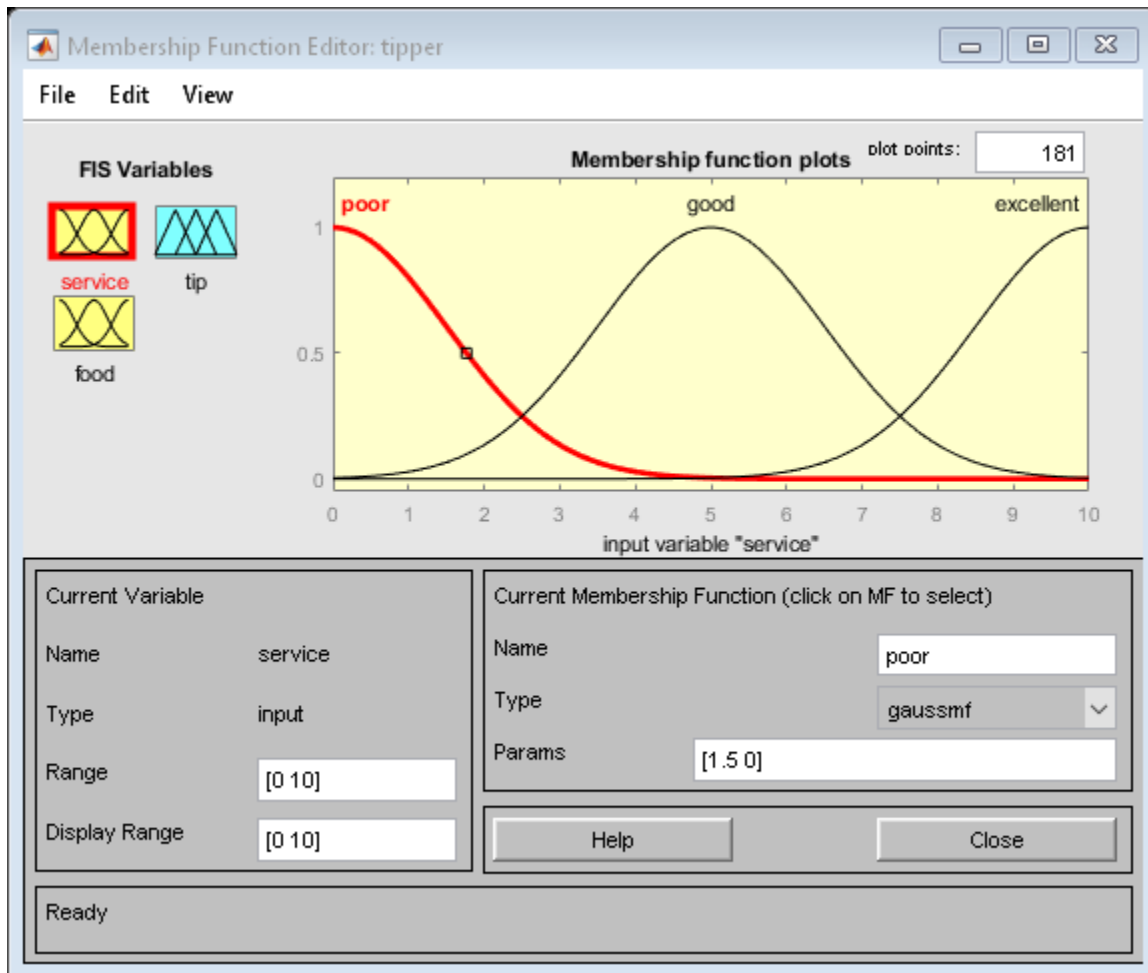 Membership Function Editor: tipper
File Edit View
FIS Variables
service
tip
food
Membership function plots
plot points:
181
poor
good
excellent
1
0.5
0
0 1 2 3 4 5 6 7 8 9 10
input variable "service"
Current Variable
Name service
Type input
Range [0 10]
Display Range [0 10]
Current Membership Function (click on MF to select)
Name poor
Type gaussmf
Params [1.5 0]
Help
Close
Ready